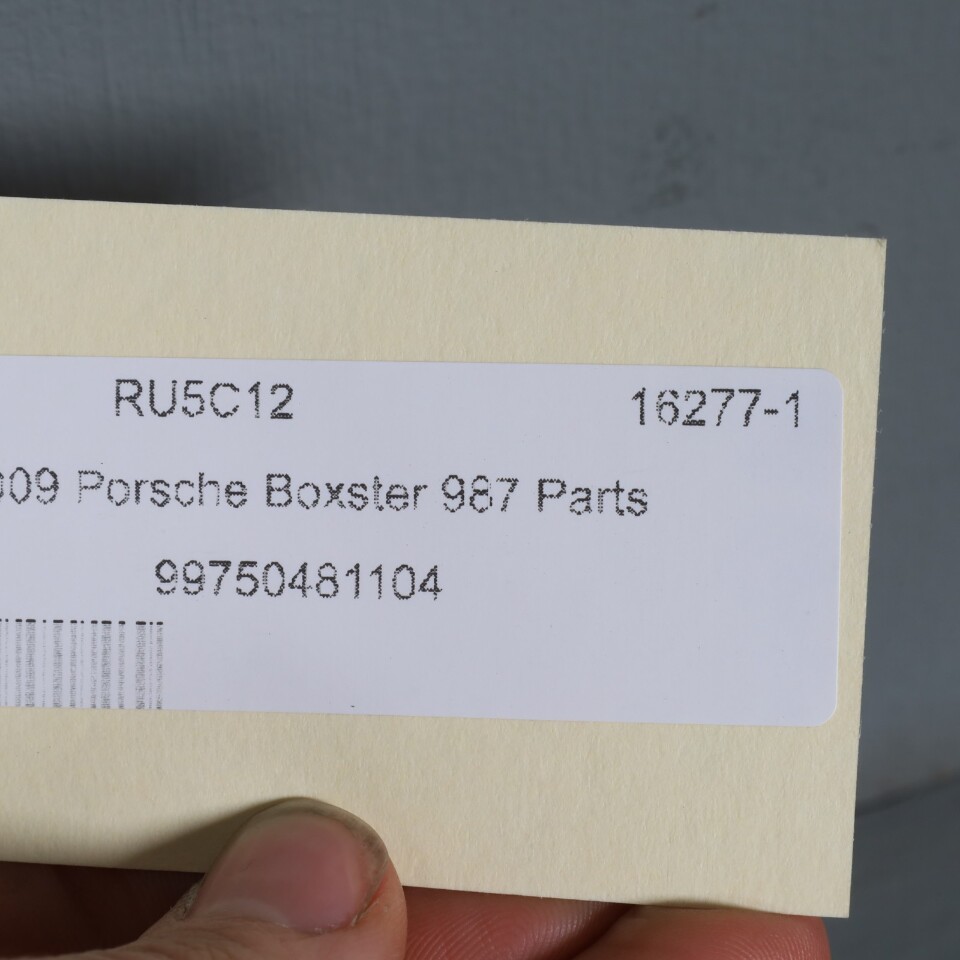 RU5C12 16277-1
009 Porsche Boxster 987 Parts
99750481104